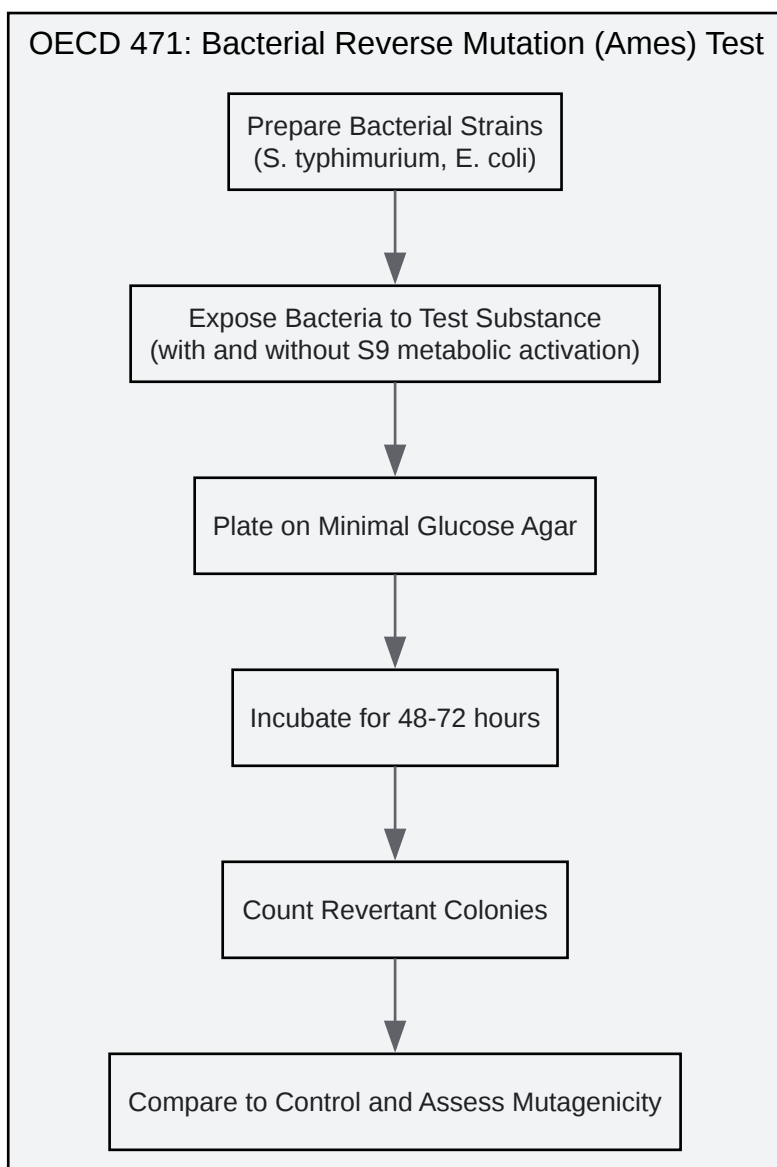 OECD 471: Bacterial Reverse Mutation (Ames) Test
Prepare Bacterial Strains
(S. typhimurium, E. coli)
Expose Bacteria to Test Substance
(with and without S9 metabolic activation)
Plate on Minimal Glucose Agar
Incubate for 48-72 hours
Count Revertant Colonies
Compare to Control and Assess Mutagenicity